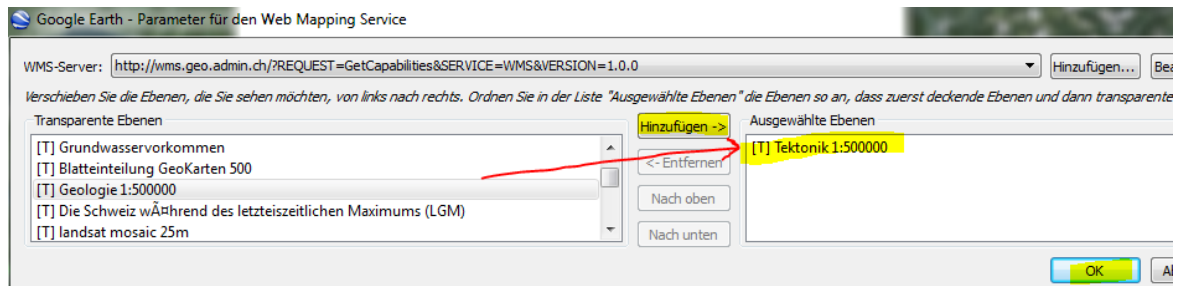 Google Earth - Parameter für den Web Mapping Service
WMS-Server: http://wms.geo.admin.ch/?REQUEST=GetCapabilities&SERVICE=WMS&VERSION=1.0.0 Hinzufügen... Bea
Verschieben Sie die Ebenen, die Sie sehen möchten, von links nach rechts. Ordnen Sie in der Liste "Ausgewählte Ebenen" die Ebenen so an, dass zuerst deckende Ebenen und dann transparente
Transparente Ebenen
[T] Grundwasservorkommen
[T] Blatteinteilung GeoKarten 500
[T] Geologie 1:500000
[T] Die Schweiz wÃ¤hrend des letzteiszeitlichen Maximums (LGM)
[T] landsat mosaic 25m
Hinzufügen ->
<- Entfernen
Nach oben
Nach unten
Ausgewählte Ebenen
[T] Tektonik 1:500000
OK